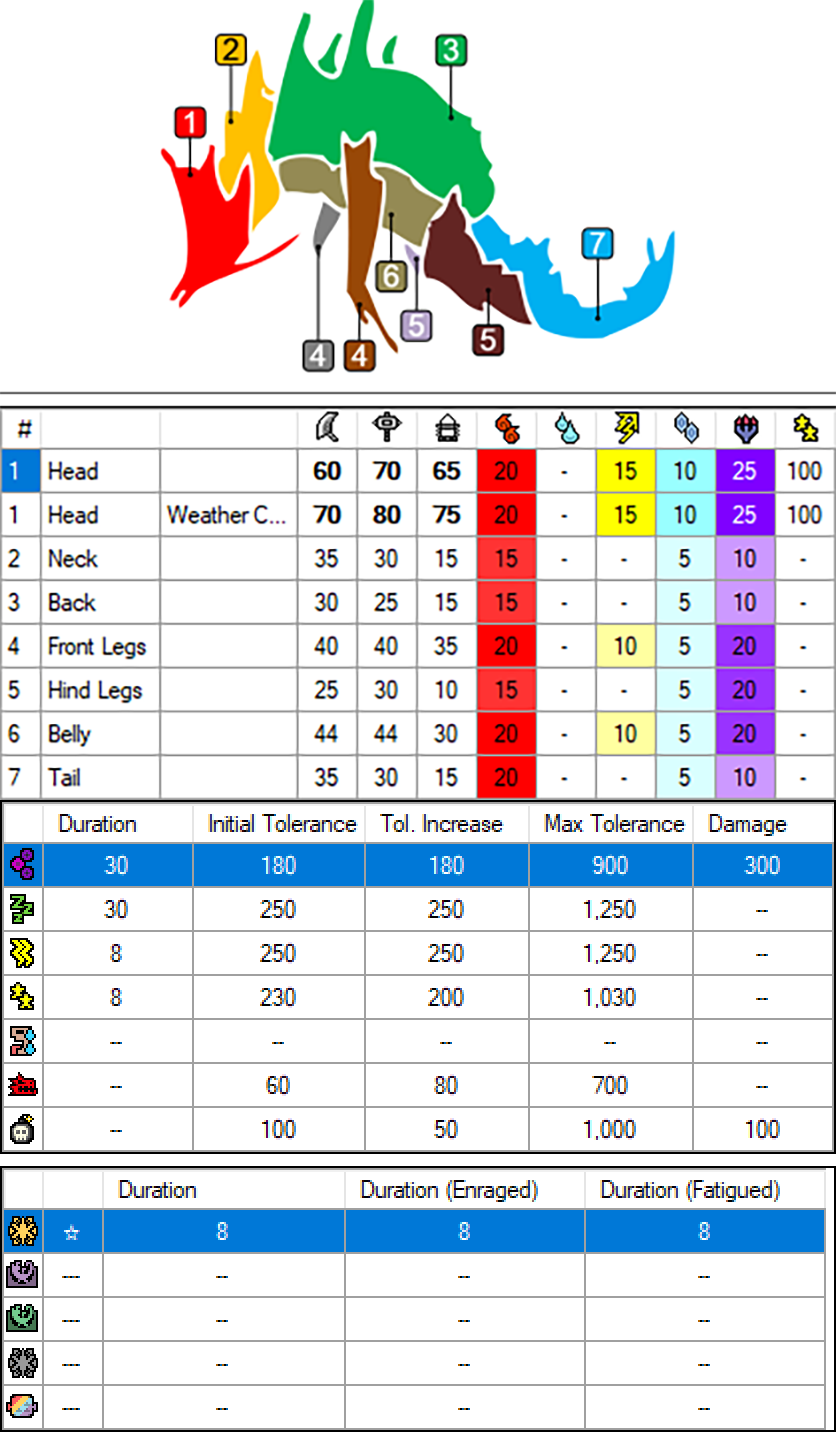 2
3
1
7
6
5
5
4
4
#
1 Head 60 70 65 20 - 15 10 25 100
1 Head Weather C... 70 80 75 20 - 15 10 25 100
2 Neck 35 30 15 15 - - 5 10 -
3 Back 30 25 15 15 - - 5 10 -
4 Front Legs 40 40 35 20 - 10 5 20 -
5 Hind Legs 25 30 10 15 - - 5 20 -
6 Belly 44 44 30 20 - 10 5 20 -
7 Tail 35 30 15 20 - - 5 10 -
Duration Initial Tolerance Tol. Increase Max Tolerance Damage
30 180 180 900 300
30 250 250 1,250 --
8 250 250 1,250 --
8 230 200 1,030 --
-- -- -- -- --
-- 60 80 700 --
-- 100 50 1,000 100
Duration Duration (Enraged) Duration (Fatigued)
☆ 8 8 8
--- -- -- --
--- -- -- --
--- -- -- --
--- -- -- --